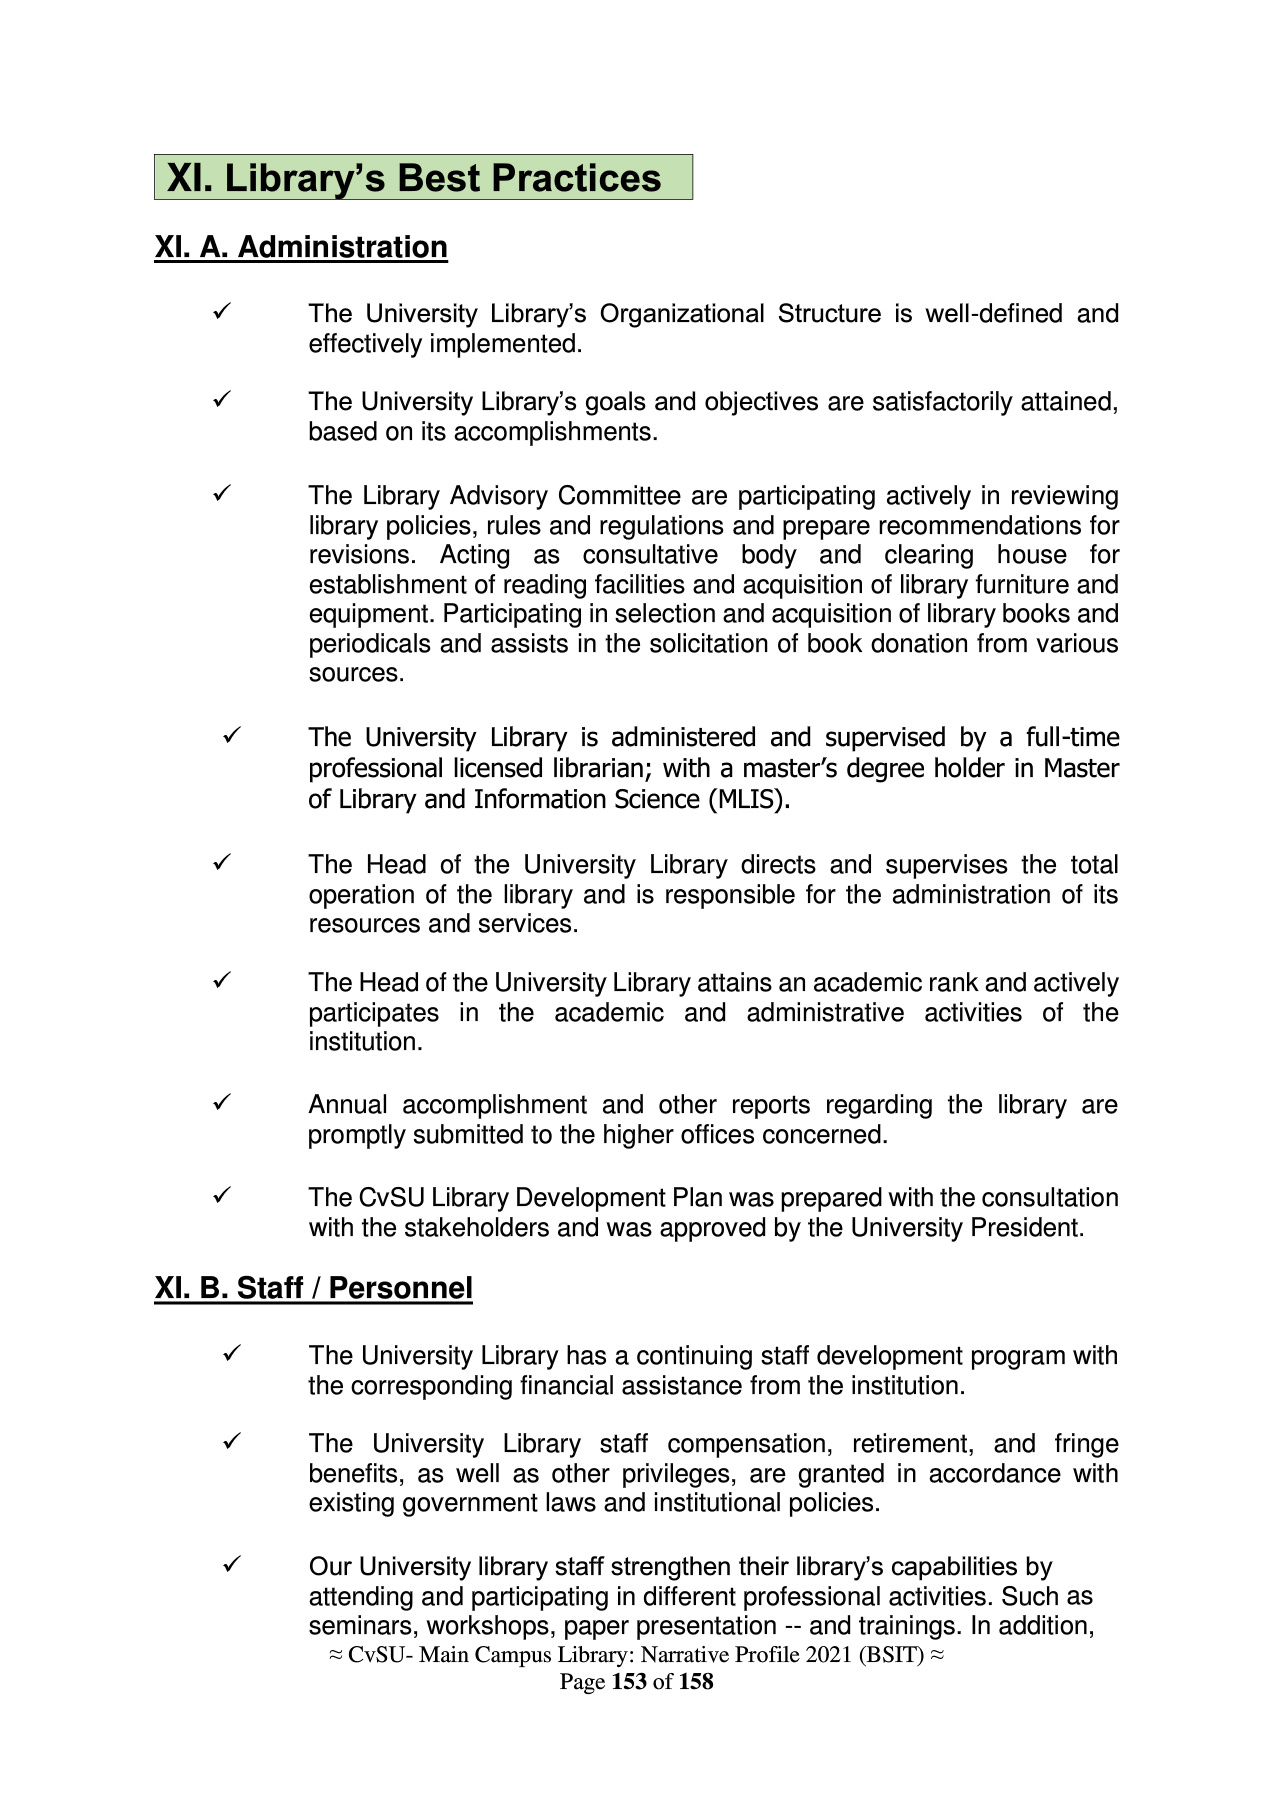 XI. Library’s Best Practices
XI. A. Administration
✓ The University Library’s Organizational Structure is well-defined and
effectively implemented.
✓ The University Library’s goals and objectives are satisfactorily attained,
based on its accomplishments.
✓ The Library Advisory Committee are participating actively in reviewing
library policies, rules and regulations and prepare recommendations for
revisions. Acting as consultative body and clearing house for
establishment of reading facilities and acquisition of library furniture and
equipment. Participating in selection and acquisition of library books and
periodicals and assists in the solicitation of book donation from various
sources.
✓ The University Library is administered and supervised by a full-time
professional licensed librarian; with a master’s degree holder in Master
of Library and Information Science (MLIS).
✓ The Head of the University Library directs and supervises the total
operation of the library and is responsible for the administration of its
resources and services.
✓ The Head of the University Library attains an academic rank and actively
participates in the academic and administrative activities of the
institution.
✓ Annual accomplishment and other reports regarding the library are
promptly submitted to the higher offices concerned.
✓ The CvSU Library Development Plan was prepared with the consultation
with the stakeholders and was approved by the University President.
XI. B. Staff / Personnel
✓ The University Library has a continuing staff development program with
the corresponding financial assistance from the institution.
✓ The University Library staff compensation, retirement, and fringe
benefits, as well as other privileges, are granted in accordance with
existing government laws and institutional policies.
✓ Our University library staff strengthen their library’s capabilities by
attending and participating in different professional activities. Such as
seminars, workshops, paper presentation -- and trainings. In addition,
≈ CvSU- Main Campus Library: Narrative Profile 2021 (BSIT) ≈
Page 153 of 158